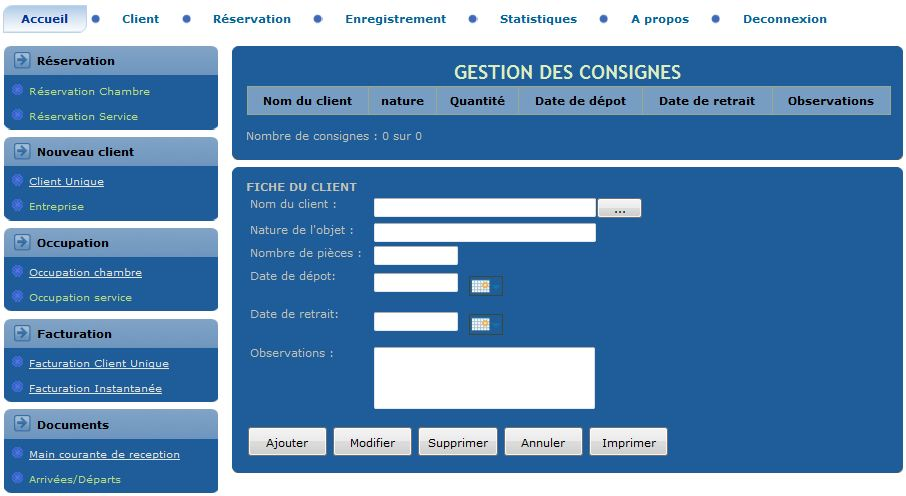 Accueil Client Réservation Enregistrement Statistiques A propos Deconnexion
Réservation
Réservation Chambre
Réservation Service
Nouveau client
Client Unique
Entreprise
Occupation
Occupation chambre
Occupation service
Facturation
Facturation Client Unique
Facturation Instantanée
Documents
Main courante de reception
Arrivées/Départs
GESTION DES CONSIGNES
Nom du client nature Quantité Date de dépot Date de retrait Observations
Nombre de consignes : 0 sur 0
FICHE DU CLIENT
Nom du client : ...
Nature de l'objet :
Nombre de pièces :
Date de dépot:
Date de retrait:
Observations :
Ajouter Modifier Supprimer Annuler Imprimer